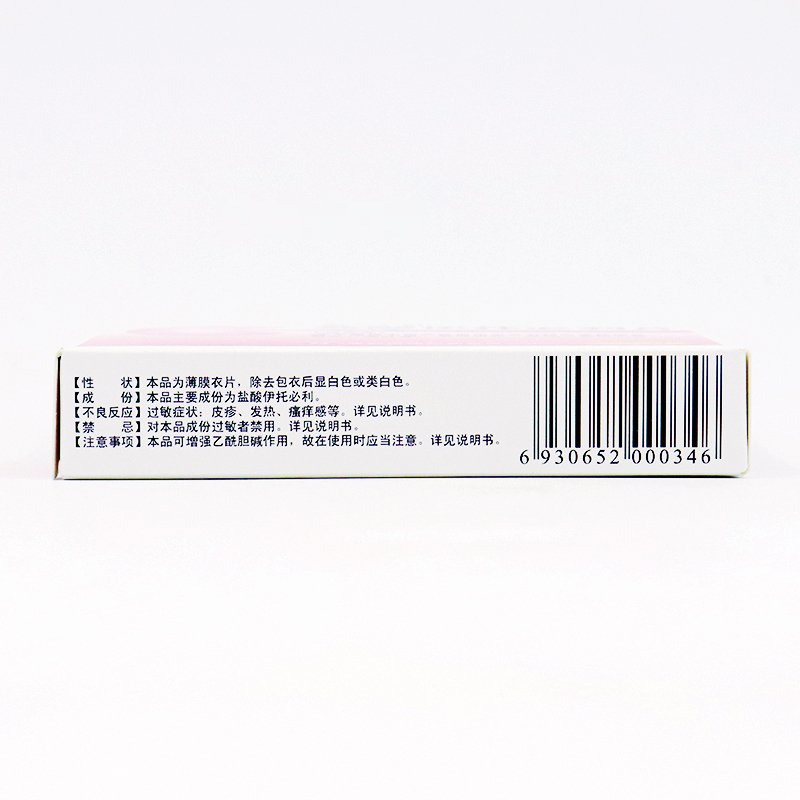 【性　　状】本品为薄膜衣片，除去包衣后显白色或类白色。
【成　　份】本品主要成份为盐酸伊托必利。
【不良反应】过敏症状：皮疹、发热、瘙痒感等。详见说明书。
【禁　　忌】对本品成份过敏者禁用。详见说明书。
【注意事项】本品可增强乙酰胆碱作用，故在使用时应当注意。详见说明书。
6 930652 000346